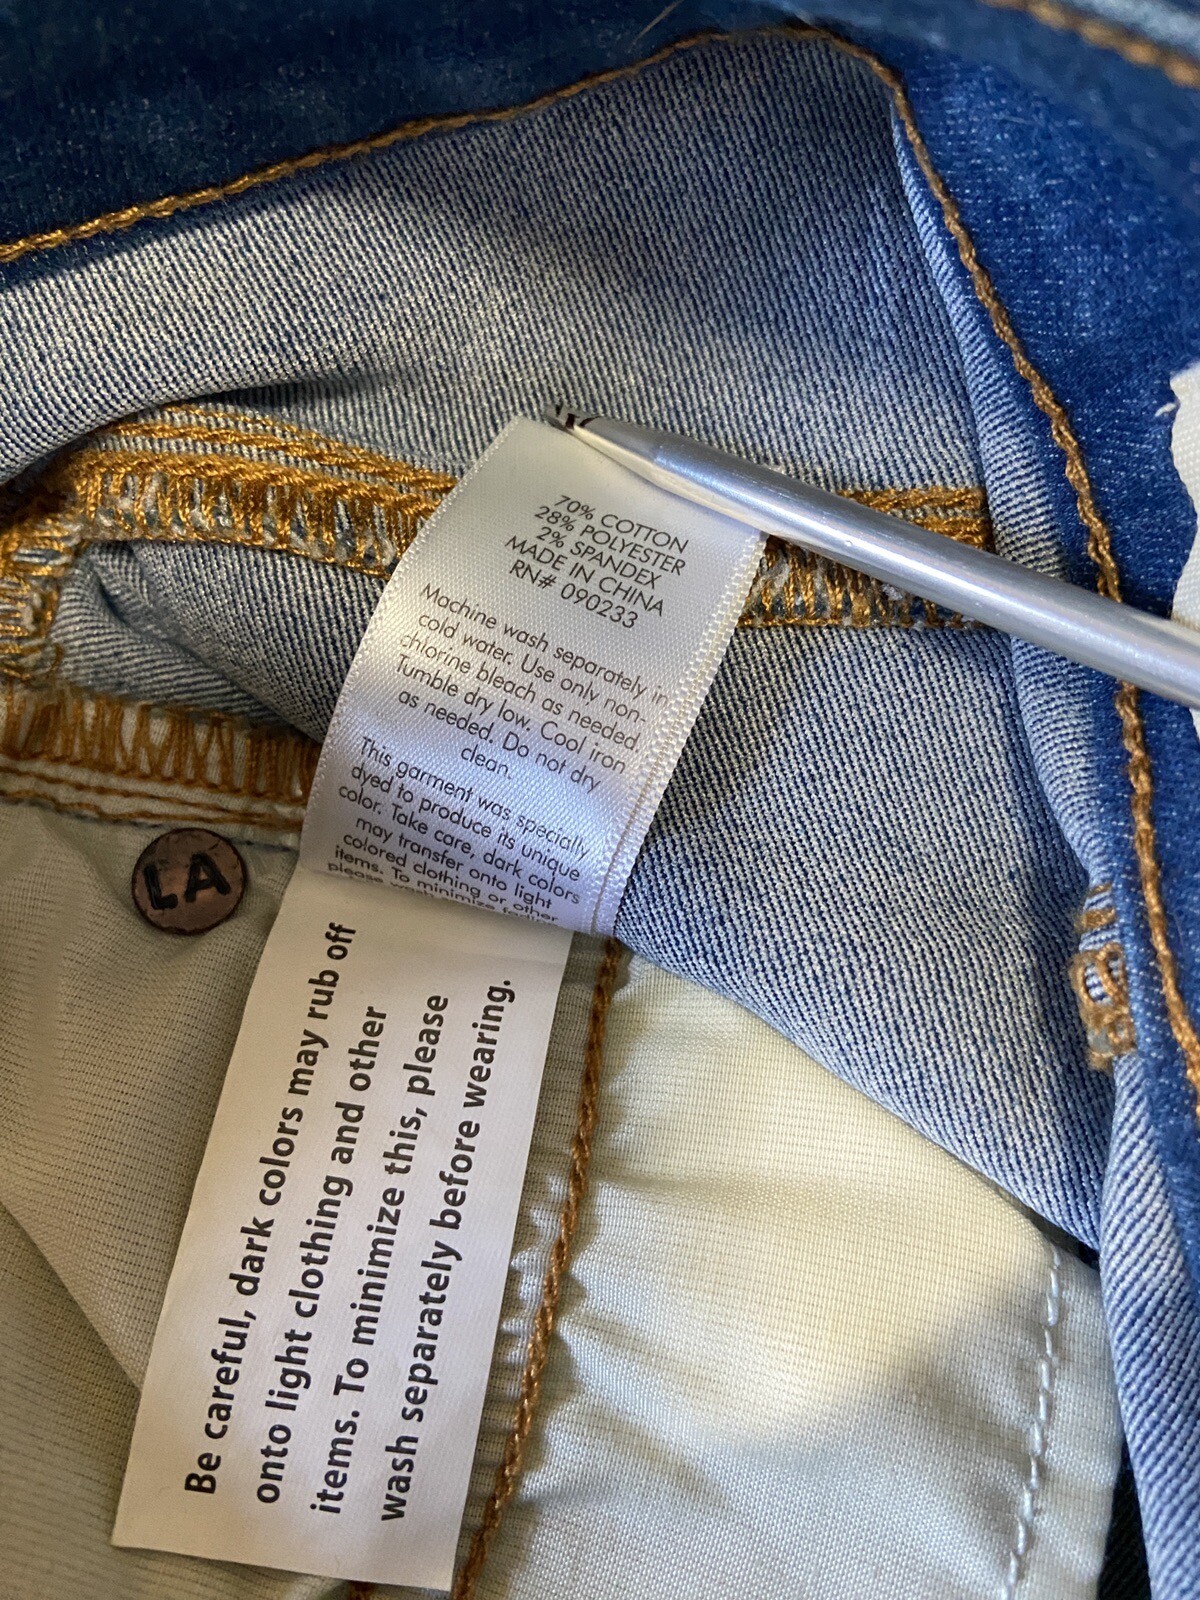 70% COTTON
28% POLYESTER
2% SPANDEX
MADE IN CHINA
RN# 090233
Machine wash separately in
cold water. Use only non-
chlorine bleach as needed.
Tumble dry low. Cool iron
as needed. Do not dry
clean.
This garment was specially
dyed to produce its unique
color. Take care, dark colors
may transfer onto light
colored clothing or other
items. To minimize
please
LA
Be careful, dark colors may rub off
onto light clothing and other
items. To minimize this, please
wash separately before wearing.